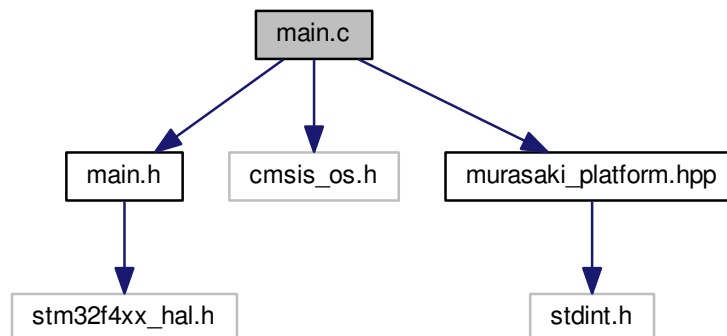 main.c
main.h
cmsis_os.h
murasaki_platform.hpp
stm32f4xx_hal.h
stdint.h